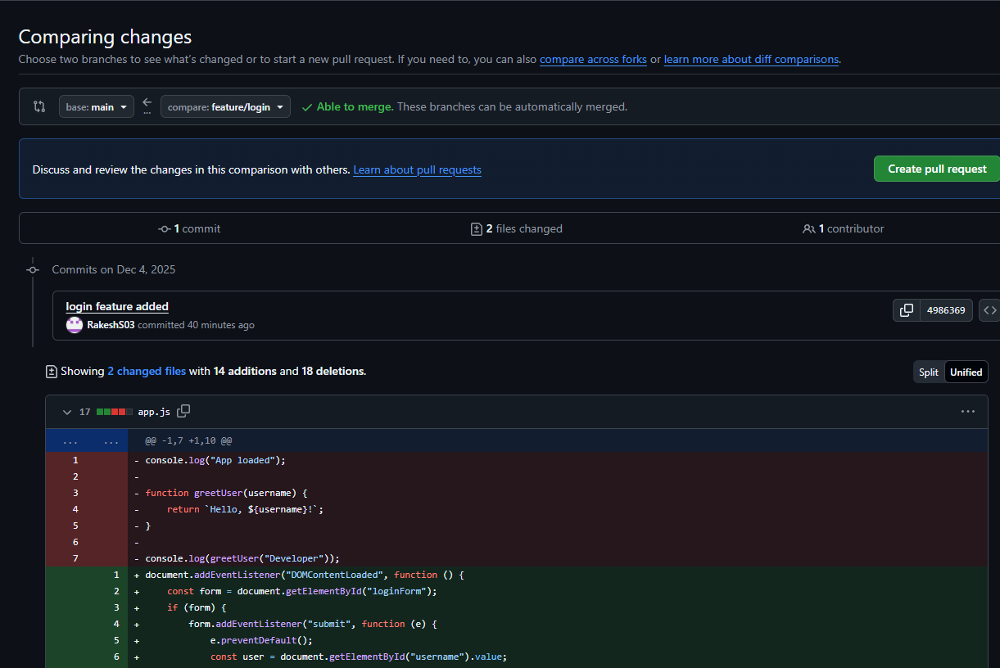 Comparing changes
Choose two branches to see what's changed or to start a new pull request. If you need to, you can also compare across forks or learn more about diff comparisons.
base: main ... compare: feature/login Able to merge. These branches can be automatically merged.
Discuss and review the changes in this comparison with others. Learn about pull requests Create pull request
1 commit 2 files changed 1 contributor
Commits on Dec 4, 2025
login feature added
RakeshS03 committed 40 minutes ago
4986369
Showing 2 changed files with 14 additions and 18 deletions.
Split Unified
17 app.js ...
... ... @@ -1,7 +1,10 @@
1 - console.log("App loaded");
2 -
3 - function greetUser(username) {
4 -     return `Hello, ${username}!`;
5 - }
6 -
7 - console.log(greetUser("Developer"));
1 + document.addEventListener("DOMContentLoaded", function () {
2 +     const form = document.getElementById("loginForm");
3 +     if (form) {
4 +         form.addEventListener("submit", function (e) {
5 +             e.preventDefault();
6 +             const user = document.getElementById("username").value;